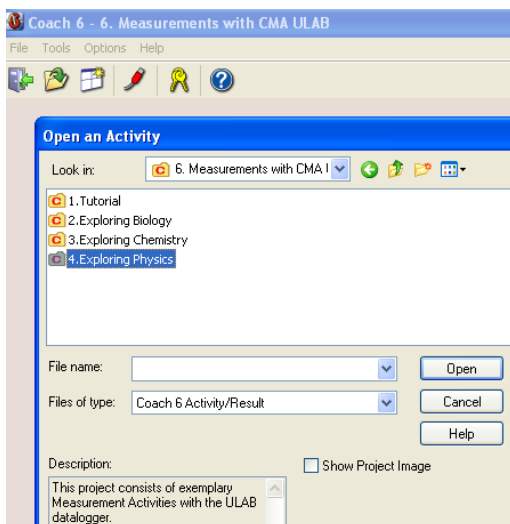 Coach 6 - 6. Measurements with CMA ULAB
File Tools Options Help
Open an Activity
Look in: 6. Measurements with CMA
1.Tutorial
2.Exploring Biology
3.Exploring Chemistry
4.Exploring Physics
File name: Open
Files of type: Coach 6 Activity/Result Cancel
Help
Description: Show Project Image
This project consists of exemplary
Measurement Activities with the ULAB
datalogger.